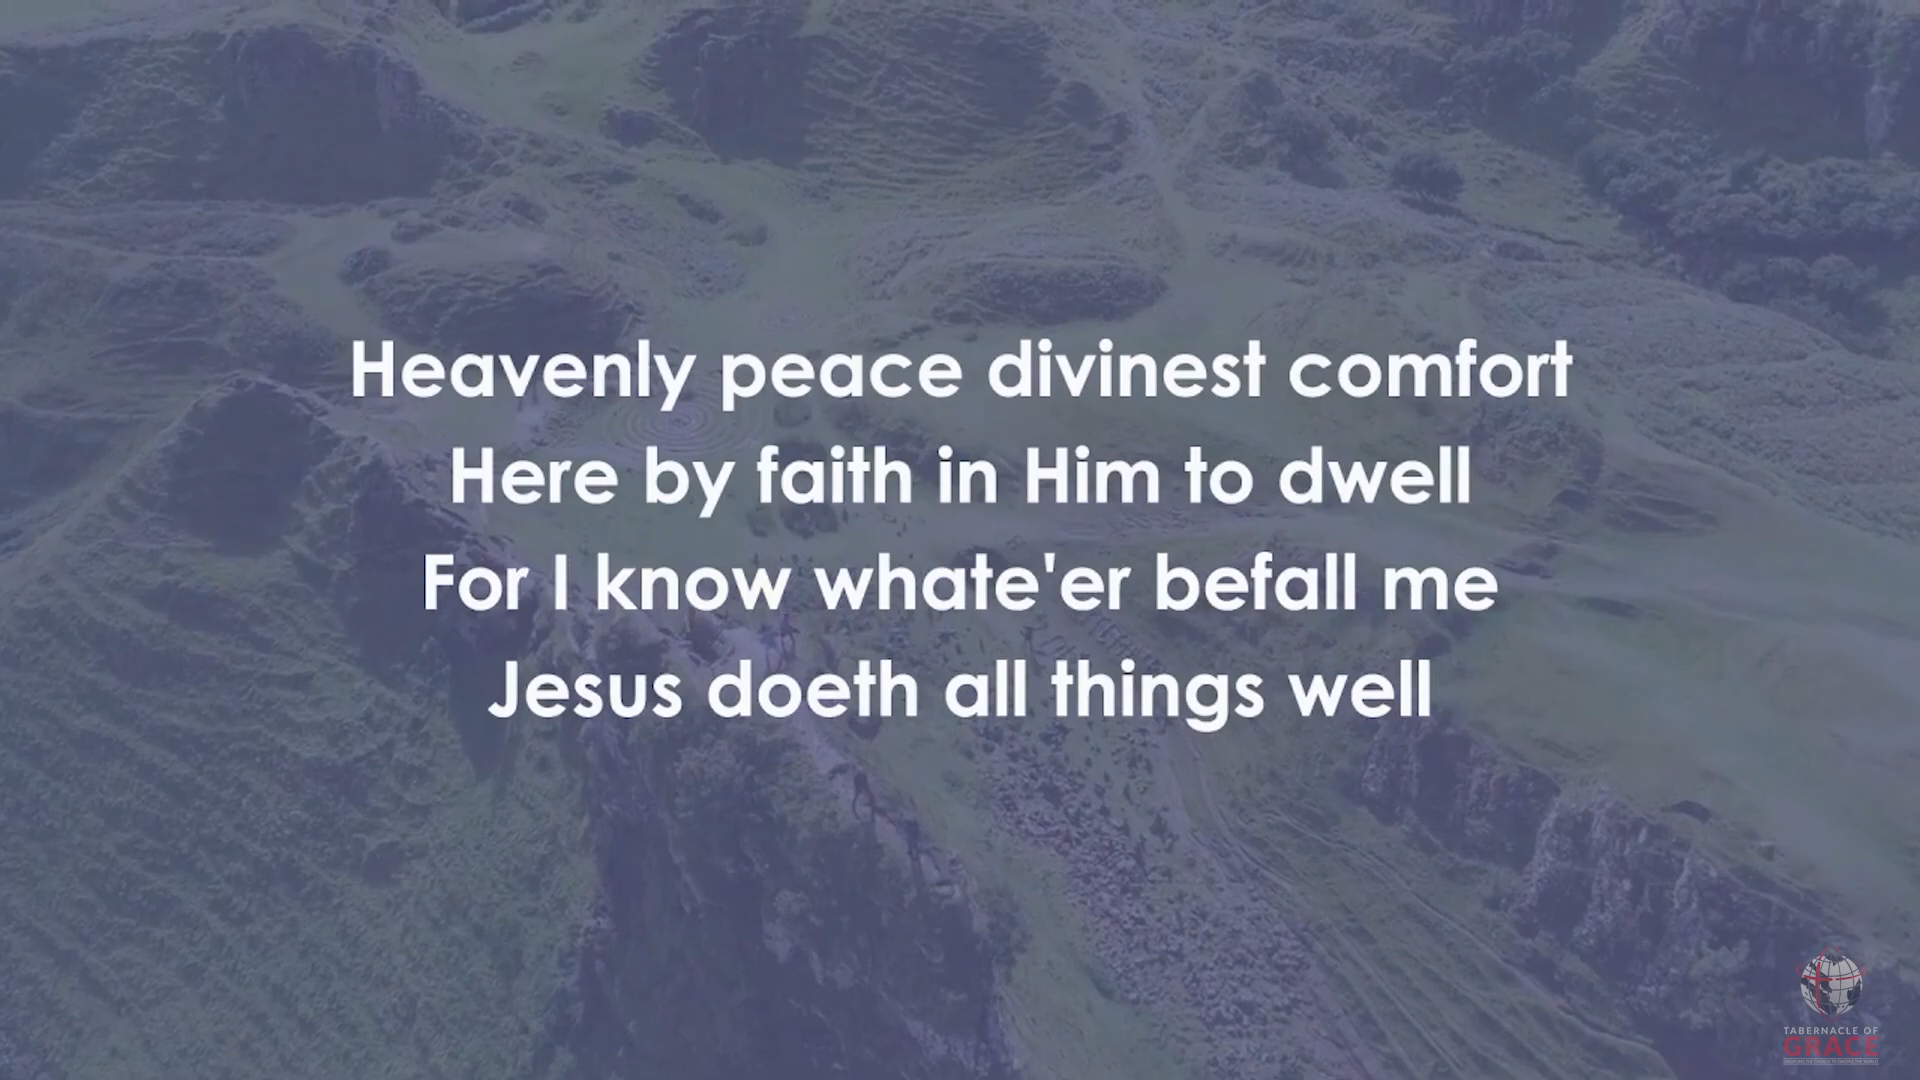 Heavenly peace divinest comfort
Here by faith in Him to dwell
For I know whate'er befall me
Jesus doeth all things well
TABERNACLE OF
GRACE